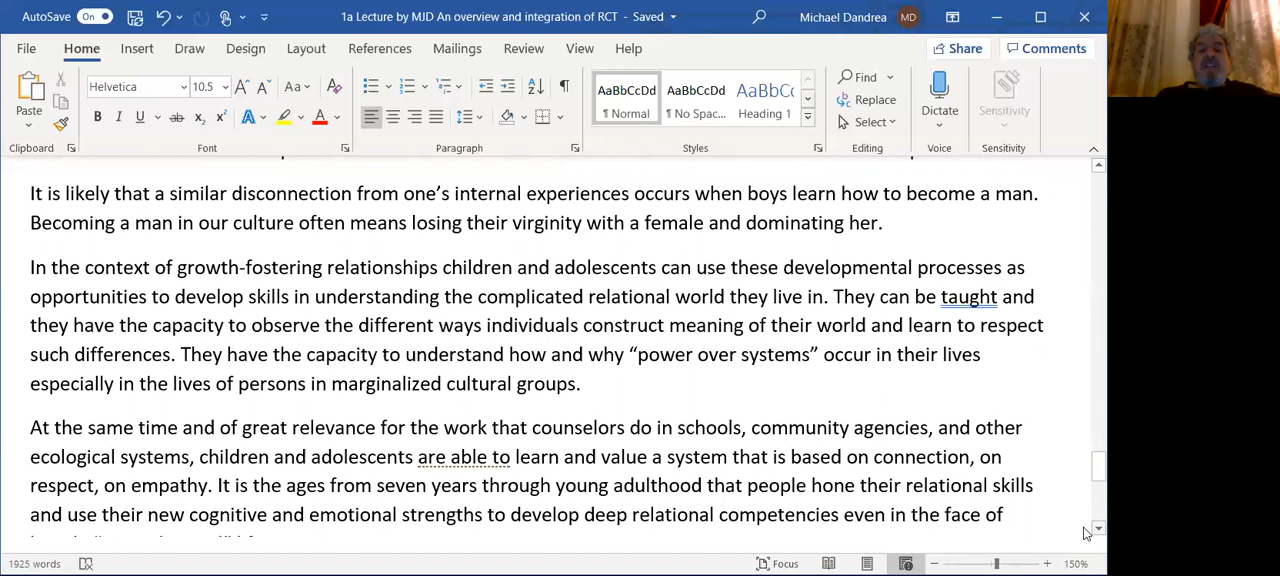 AutoSave On 1a Lecture by MJD An overview and integration of RCT - Saved Michael Dandrea MD
File Home Insert Draw Design Layout References Mailings Review View Help Share Comments
Helvetica 10.5 Aa AaBbCcDd AaBbCcDd AaBbCc Find
Paste B I U ab x₂ x² A A ¶ Normal ¶ No Spac... Heading 1 Replace Select Dictate Sensitivity
Clipboard Font Paragraph Styles Editing Voice Sensitivity
It is likely that a similar disconnection from one’s internal experiences occurs when boys learn how to become a man.
Becoming a man in our culture often means losing their virginity with a female and dominating her.
In the context of growth-fostering relationships children and adolescents can use these developmental processes as
opportunities to develop skills in understanding the complicated relational world they live in. They can be taught and
they have the capacity to observe the different ways individuals construct meaning of their world and learn to respect
such differences. They have the capacity to understand how and why “power over systems” occur in their lives
especially in the lives of persons in marginalized cultural groups.
At the same time and of great relevance for the work that counselors do in schools, community agencies, and other
ecological systems, children and adolescents are able to learn and value a system that is based on connection, on
respect, on empathy. It is the ages from seven years through young adulthood that people hone their relational skills
and use their new cognitive and emotional strengths to develop deep relational competencies even in the face of
1925 words Focus 150%